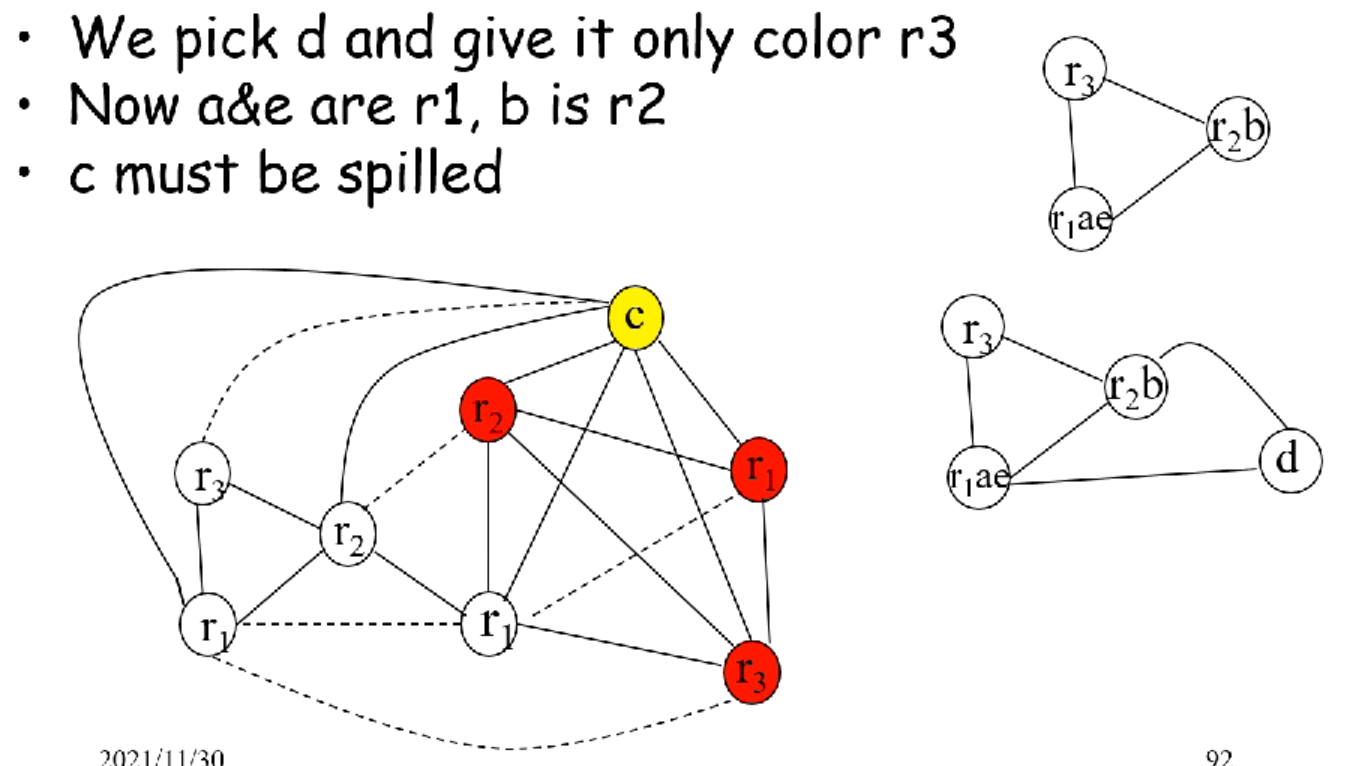 • We pick d and give it only color r3
• Now a&e are r1, b is r2
• c must be spilled
r₃
r₂b
r₁ae
c
r₂
r₁
r₃
r₂
r₁
r₁
r₃
r₃
r₂b
r₁ae
d
2021/11/30
92